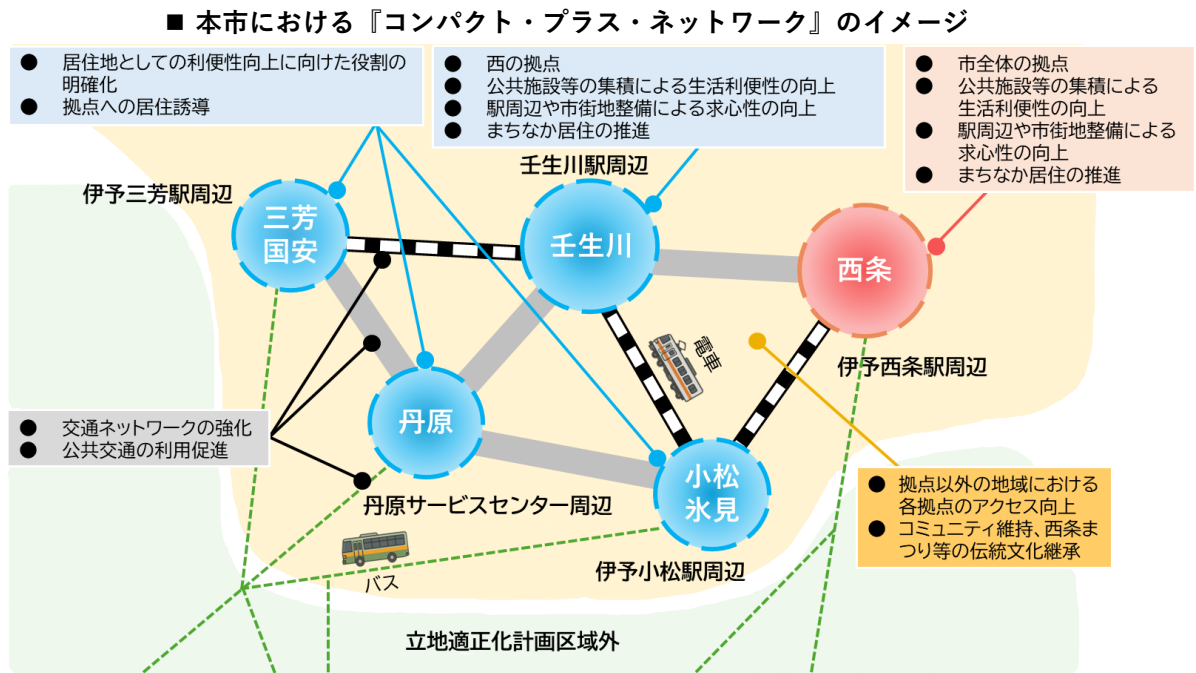 ■ 本市における『コンパクト・プラス・ネットワーク』のイメージ
● 居住地としての利便性向上に向けた役割の
明確化
● 拠点への居住誘導
● 西の拠点
● 公共施設等の集積による生活利便性の向上
● 駅周辺や市街地整備による求心性の向上
● まちなか居住の推進
● 市全体の拠点
● 公共施設等の集積による
生活利便性の向上
● 駅周辺や市街地整備による
求心性の向上
● まちなか居住の推進
伊予三芳駅周辺
三芳
国安
壬生川駅周辺
壬生川
西条
伊予西条駅周辺
電車
丹原
● 交通ネットワークの強化
● 公共交通の利用促進
丹原サービスセンター周辺
小松
氷見
伊予小松駅周辺
● 拠点以外の地域における
各拠点のアクセス向上
● コミュニティ維持、西条ま
つり等の伝統文化継承
バス
立地適正化計画区域外